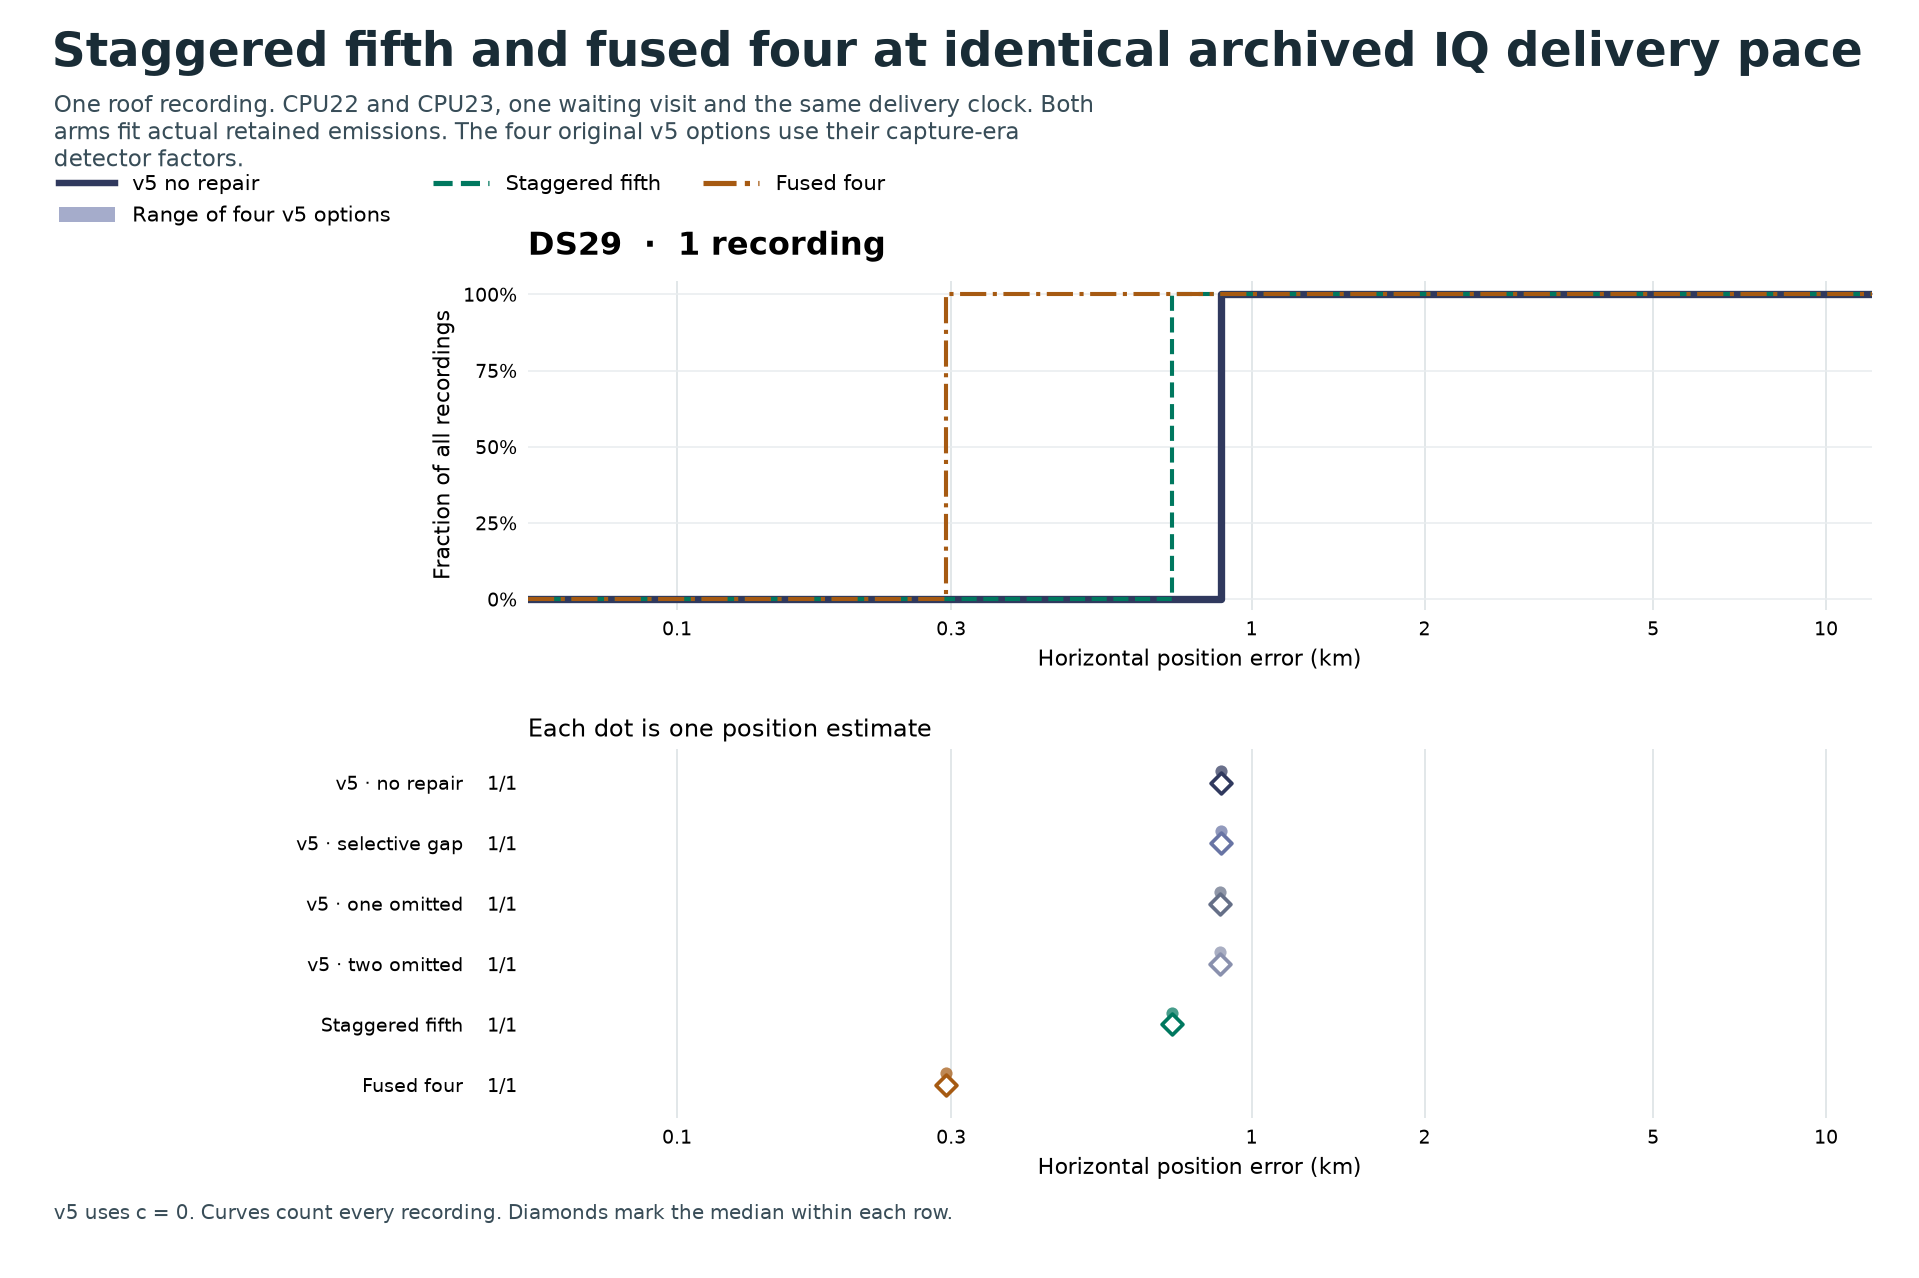 Staggered fifth and fused four at identical archived IQ delivery pace
One roof recording. CPU22 and CPU23, one waiting visit and the same delivery clock. Both
arms fit actual retained emissions. The four original v5 options use their capture-era
detector factors.
v5 no repair
Staggered fifth
Fused four
Range of four v5 options
DS29 · 1 recording
Fraction of all recordings
100%
75%
50%
25%
0%
0.1 0.3 1 2 5 10
Horizontal position error (km)
Each dot is one position estimate
v5 · no repair 1/1
v5 · selective gap 1/1
v5 · one omitted 1/1
v5 · two omitted 1/1
Staggered fifth 1/1
Fused four 1/1
0.1 0.3 1 2 5 10
Horizontal position error (km)
v5 uses c = 0. Curves count every recording. Diamonds mark the median within each row.